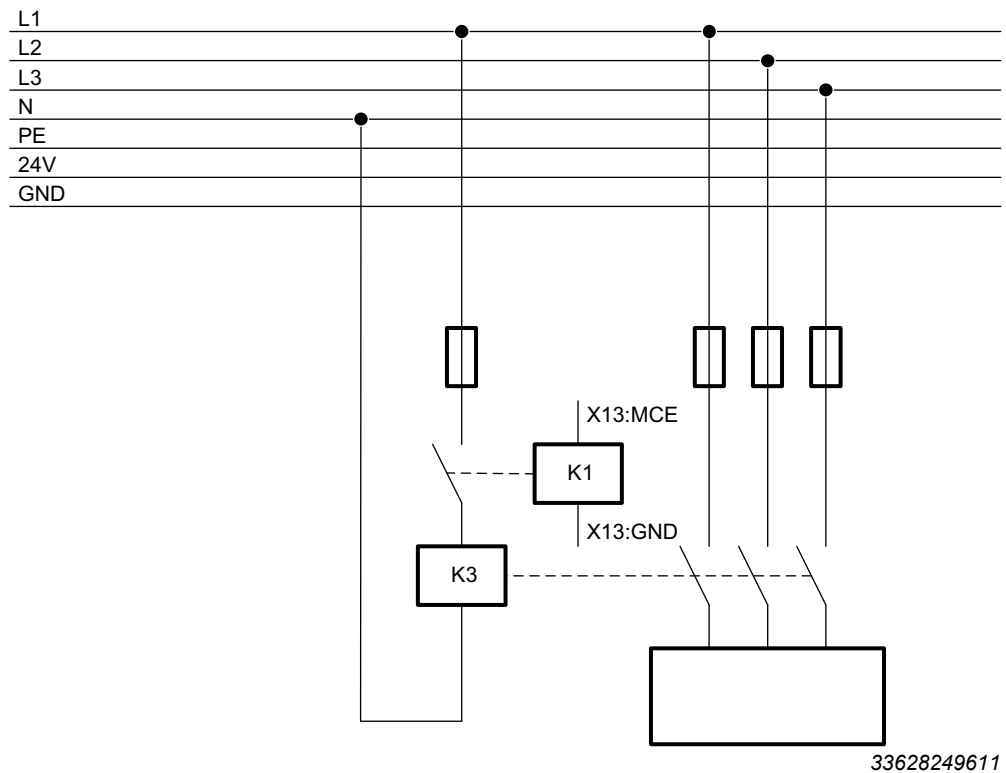 L1
L2
L3
N
PE
24V
GND
X13:MCE
K1
X13:GND
K3
33628249611